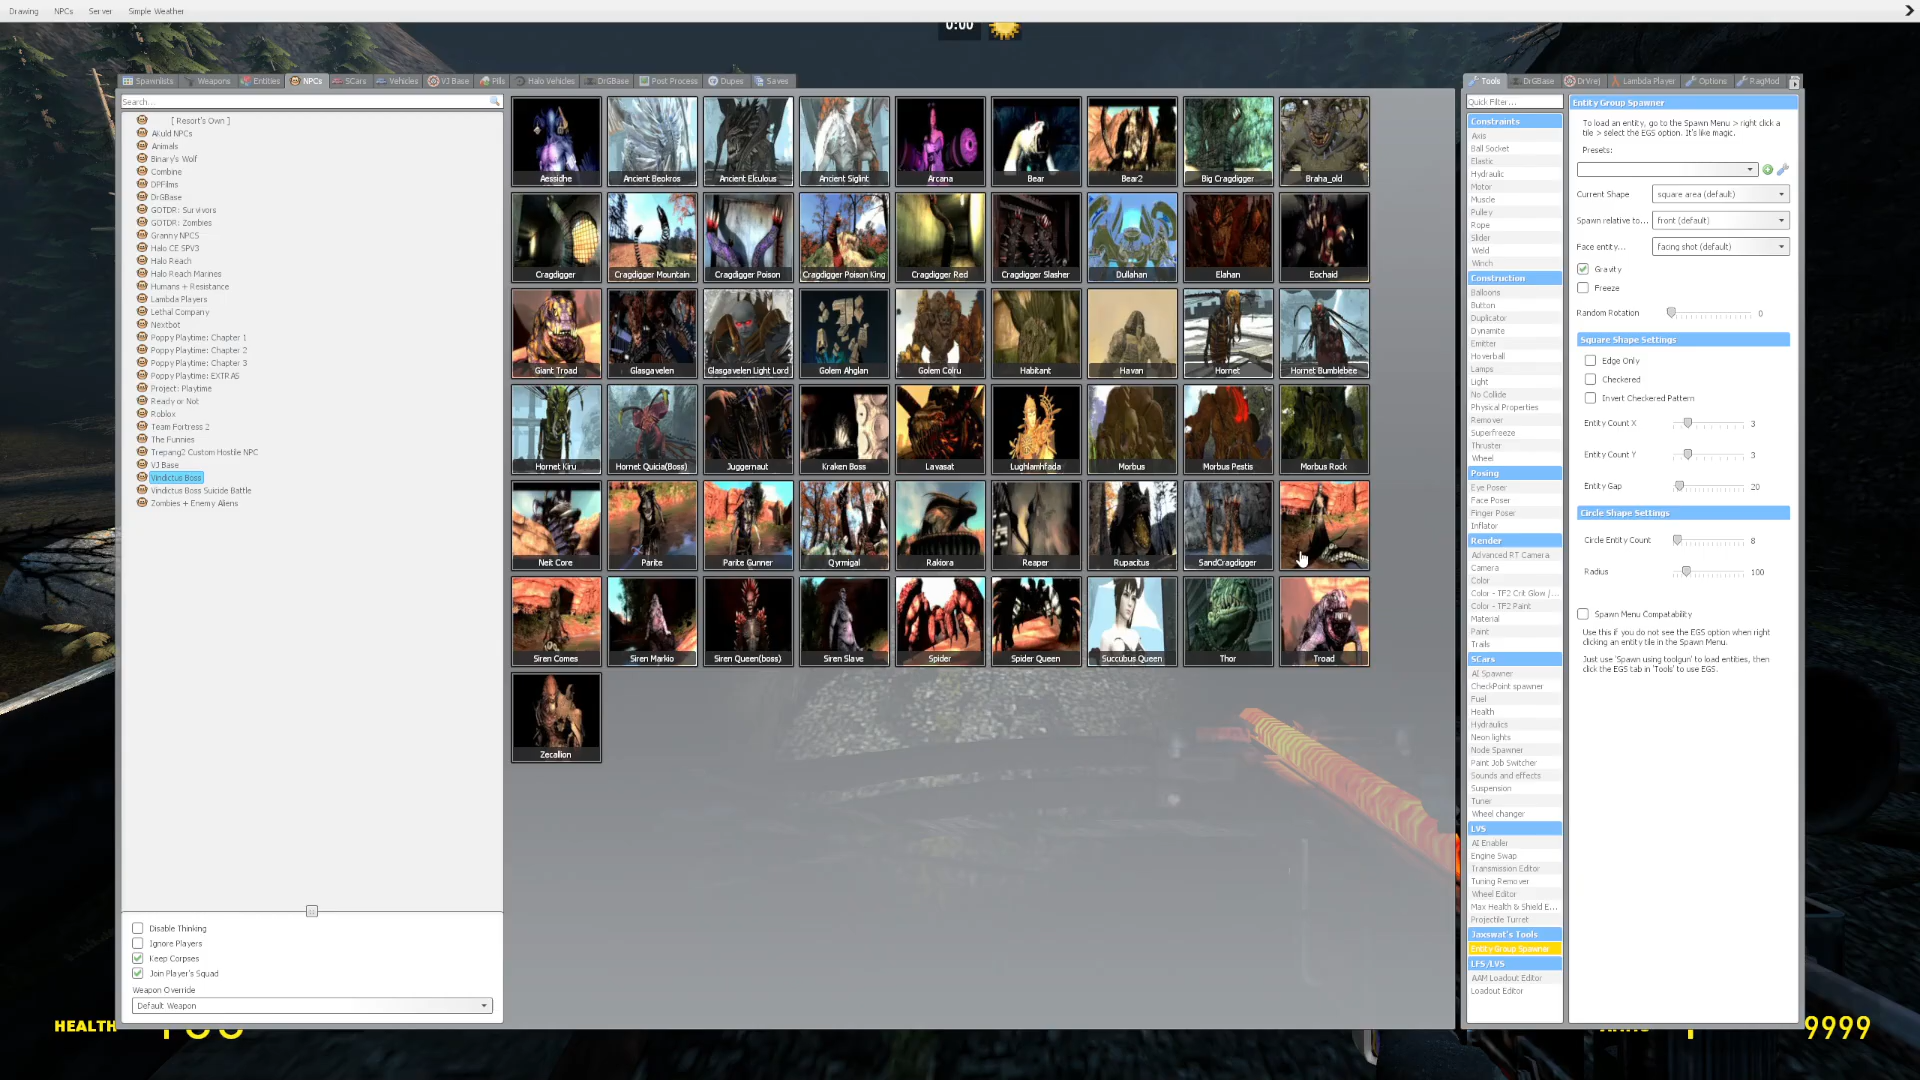 Drawing NPCs Server Simple Weather
0:00
Spawnlists Weapons Entities NPCs SCars Vehicles VJ Base Pills Halo Vehicles DrGBase Post Process Dupes Saves
Search...
[ Resort's Own ]
Akuld NPCs
Animals
Binary's Wolf
Combine
DPFilms
DrGBase
GOTDR: Survivors
GOTDR: Zombies
Granny NPCS
Halo CE SPV3
Halo Reach
Halo Reach Marines
Humans + Resistance
Lambda Players
Lethal Company
Nextbot
Poppy Playtime: Chapter 1
Poppy Playtime: Chapter 2
Poppy Playtime: Chapter 3
Poppy Playtime: EXTRAS
Project: Playtime
Ready or Not
Roblox
Team Fortress 2
The Funnies
Trepang2 Custom Hostile NPC
VJ Base
Vindictus Boss
Vindictus Boss Suicide Battle
Zombies + Enemy Aliens
Disable Thinking
Ignore Players
Keep Corpses
Join Player's Squad
Weapon Override
Default Weapon
Aessidhe Ancient Beokros Ancient Elculous Ancient Siglint Arcana Bear Bear2 Big Cragdigger Braha_old
Cragdigger Cragdigger Mountain Cragdigger Poison Cragdigger Poison King Cragdigger Red Cragdigger Slasher Dullahan Elahan Eochaid
Giant Troad Glasgavelen Glasgavelen Light Lord Golem Ahglan Golem Colru Habitant Havan Hornet Hornet Bumblebee
Hornet Kiru Hornet Quicia(Boss) Juggernaut Kraken Boss Lavasat Lughlamhfada Morbus Morbus Pestis Morbus Rock
Neit Core Parite Parite Gunner Qyrmigal Rakiora Reaper Rupacitus SandCragdigger
Siren Comes Siren Markio Siren Queen(boss) Siren Slave Spider Spider Queen Succubus Queen Thor Troad
Zecallion
Tools DrGBase DrVrej Lambda Player Options RagMod
Quick Filter...
Constraints
Axis
Ball Socket
Elastic
Hydraulic
Motor
Muscle
Pulley
Rope
Slider
Weld
Winch
Construction
Balloons
Button
Duplicator
Dynamite
Emitter
Hoverball
Lamps
Light
No Collide
Physical Properties
Remover
Superfreeze
Thruster
Wheel
Posing
Eye Poser
Face Poser
Finger Poser
Inflator
Render
Advanced RT Camera
Camera
Color
Color - TF2 Crit Glow /...
Color - TF2 Paint
Material
Paint
Trails
SCars
AI Spawner
CheckPoint spawner
Fuel
Health
Hydraulics
Neon lights
Node Spawner
Paint Job Switcher
Sounds and effects
Suspension
Tuner
Wheel changer
LVS
AI Enabler
Engine Swap
Transmission Editor
Tuning Remover
Wheel Editor
Max Health & Shield E...
Projectile Turret
Jaxswat's Tools
Entity Group Spawner
LFS/LVS
AAM Loadout Editor
Loadout Editor
Entity Group Spawner
To load an entity, go to the Spawn Menu > right click a
tile > select the EGS option. It's like magic.
Presets:
Current Shape square area (default)
Spawn relative to... front (default)
Face entity... facing shot (default)
Gravity
Freeze
Random Rotation 0
Square Shape Settings
Edge Only
Checkered
Invert Checkered Pattern
Entity Count X 3
Entity Count Y 3
Entity Gap 20
Circle Shape Settings
Circle Entity Count 8
Radius 100
Spawn Menu Compatability
Use this if you do not see the EGS option when right
clicking an entity tile in the Spawn Menu.
Just use 'Spawn using toolgun' to load entities, then
click the EGS tab in 'Tools' to use EGS.
HEALTH
9999